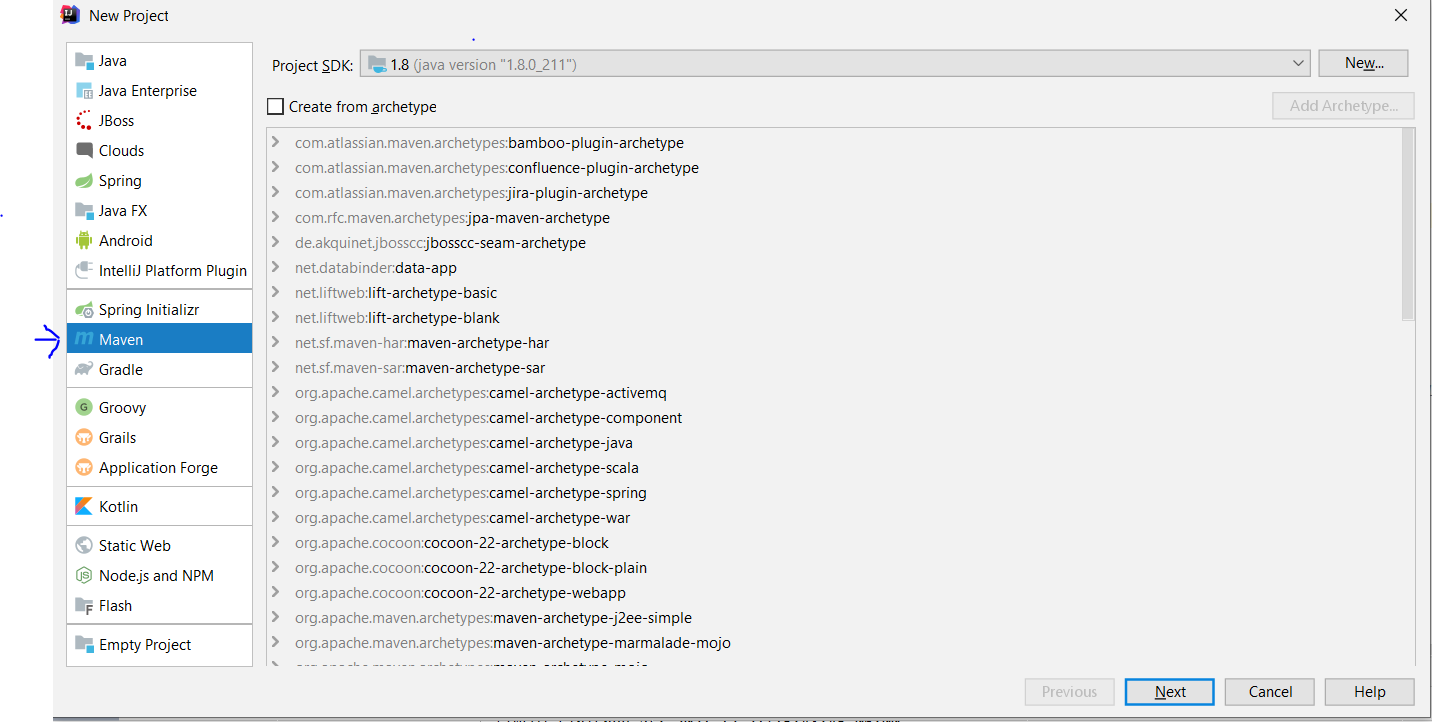 New Project
Java
Java Enterprise
JBoss
Clouds
Spring
Java FX
Android
IntelliJ Platform Plugin
Spring Initializr
Maven
Gradle
Groovy
Grails
Application Forge
Kotlin
Static Web
Node.js and NPM
Flash
Empty Project
Project SDK: 1.8 (java version "1.8.0_211") New...
Create from archetype Add Archetype...
com.atlassian.maven.archetypes:bamboo-plugin-archetype
com.atlassian.maven.archetypes:confluence-plugin-archetype
com.atlassian.maven.archetypes:jira-plugin-archetype
com.rfc.maven.archetypes:jpa-maven-archetype
de.akquinet.jbosscc:jbosscc-seam-archetype
net.databinder:data-app
net.liftweb:lift-archetype-basic
net.liftweb:lift-archetype-blank
net.sf.maven-har:maven-archetype-har
net.sf.maven-sar:maven-archetype-sar
org.apache.camel.archetypes:camel-archetype-activemq
org.apache.camel.archetypes:camel-archetype-component
org.apache.camel.archetypes:camel-archetype-java
org.apache.camel.archetypes:camel-archetype-scala
org.apache.camel.archetypes:camel-archetype-spring
org.apache.camel.archetypes:camel-archetype-war
org.apache.cocoon:cocoon-22-archetype-block
org.apache.cocoon:cocoon-22-archetype-block-plain
org.apache.cocoon:cocoon-22-archetype-webapp
org.apache.maven.archetypes:maven-archetype-j2ee-simple
org.apache.maven.archetypes:maven-archetype-marmalade-mojo
org.apache.maven.archetypes:maven-archetype-mojo
Previous Next Cancel Help